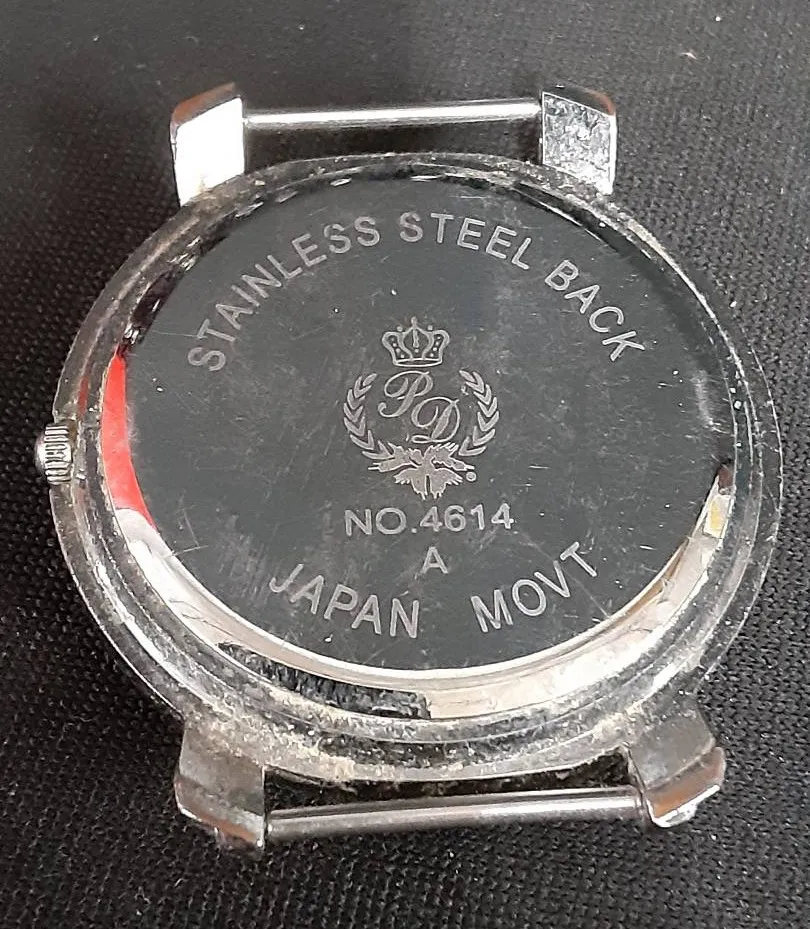 STAINLESS STEEL BACK
PD
NO.4614
A
JAPAN MOVT